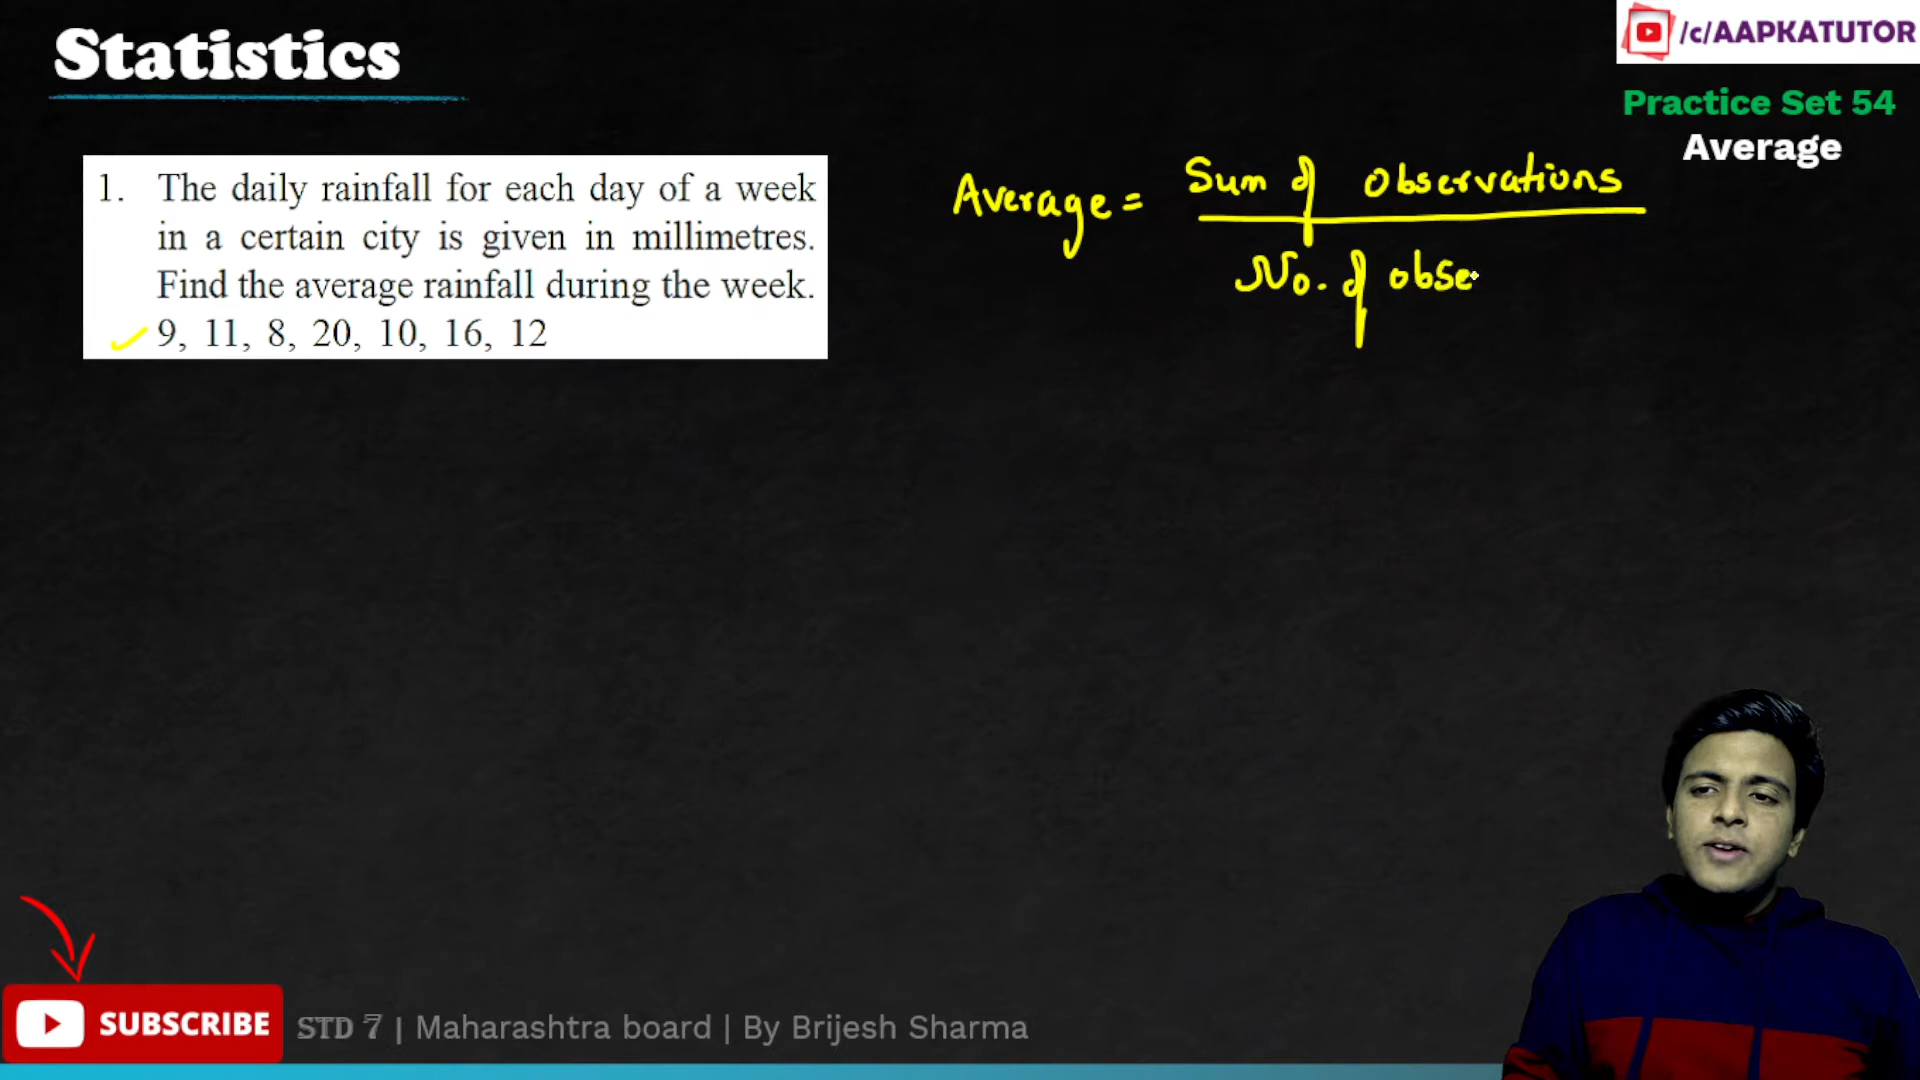 Statistics
/c/AAPKATUTOR
Practice Set 54
Average
1. The daily rainfall for each day of a week
in a certain city is given in millimetres.
Find the average rainfall during the week.
9, 11, 8, 20, 10, 16, 12
Average = Sum of observations
No. of obse
SUBSCRIBE
STD 7 | Maharashtra board | By Brijesh Sharma